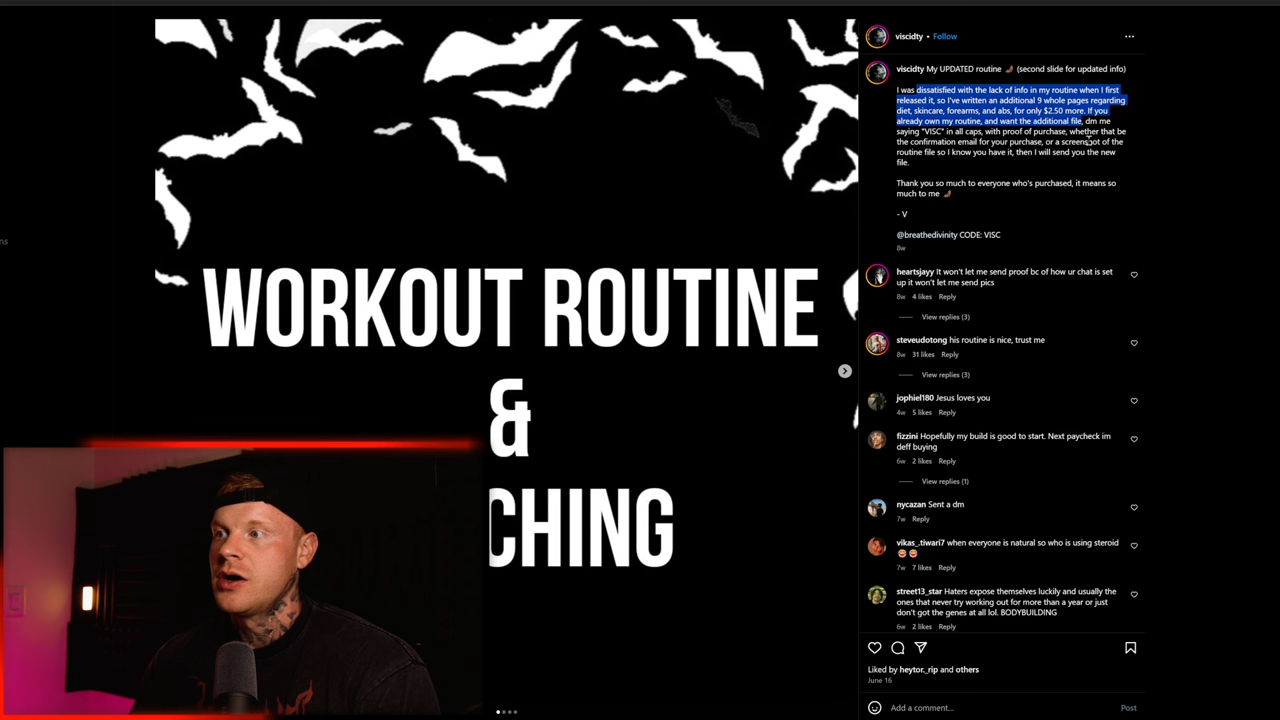 WORKOUT ROUTINE
&
CHING
ns
viscidty • Follow
viscidty My UPDATED routine (second slide for updated info)
I was dissatisfied with the lack of info in my routine when I first
released it, so I've written an additional 9 whole pages regarding
diet, skincare, forearms, and abs, for only $2.50 more. If you
already own my routine, and want the additional file, dm me
saying "VISC" in all caps, with proof of purchase, whether that be
the confirmation email for your purchase, or a screenshot of the
routine file so I know you have it, then I will send you the new
file.
Thank you so much to everyone who's purchased, it means so
much to me
- V
@breathedivinity CODE: VISC
8w
heartsjayy It won't let me send proof bc of how ur chat is set
up it won't let me send pics
8w 4 likes Reply
View replies (3)
steveudotong his routine is nice, trust me
8w 31 likes Reply
View replies (3)
jophiel180 Jesus loves you
4w 5 likes Reply
fizzini Hopefully my build is good to start. Next paycheck im
deff buying
6w 2 likes Reply
View replies (1)
nycazan Sent a dm
7w Reply
vikas_.tiwari7 when everyone is natural so who is using steroid
7w 7 likes Reply
street13_star Haters expose themselves luckily and usually the
ones that never try working out for more than a year or just
don't got the genes at all lol. BODYBUILDING
6w 2 likes Reply
Liked by heytor._rip and others
June 16
Add a comment...
Post